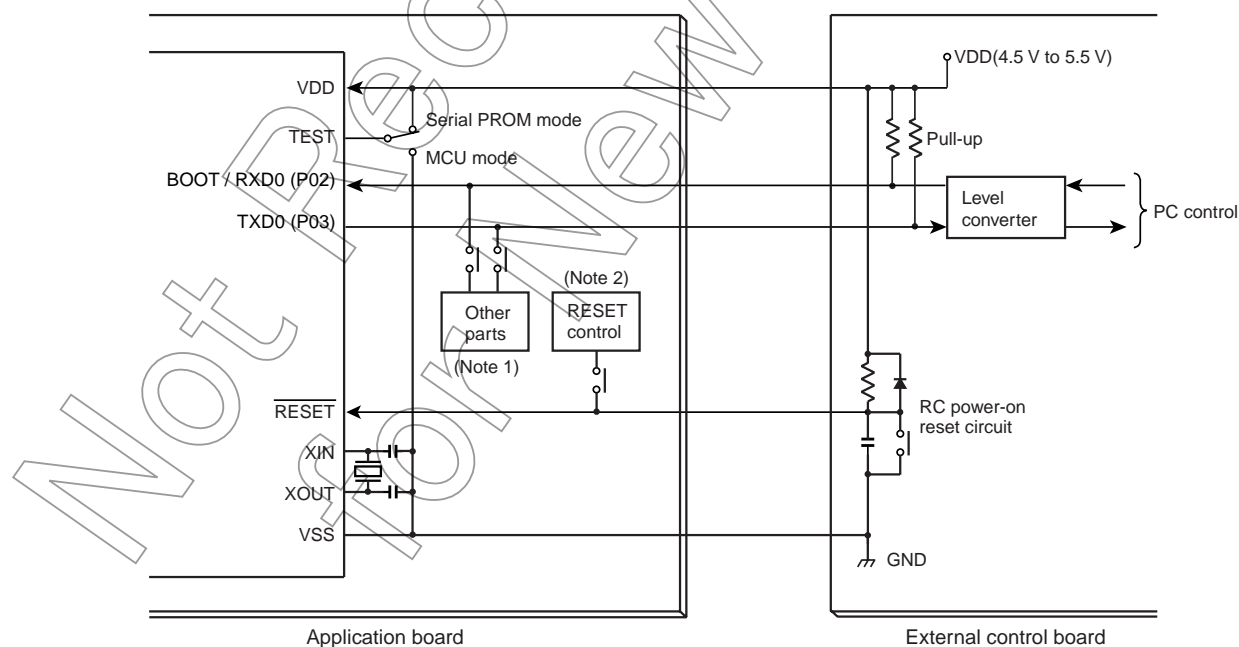 VDD(4.5 V to 5.5 V)
VDD
Serial PROM mode
TEST
Pull-up
MCU mode
BOOT / RXD0 (P02)
Level
converter
PC control
TXD0 (P03)
(Note 2)
Other
parts
RESET
control
(Note 1)
RESET
RC power-on
reset circuit
XIN
XOUT
VSS
GND
Application board
External control board
Not Rec
for New